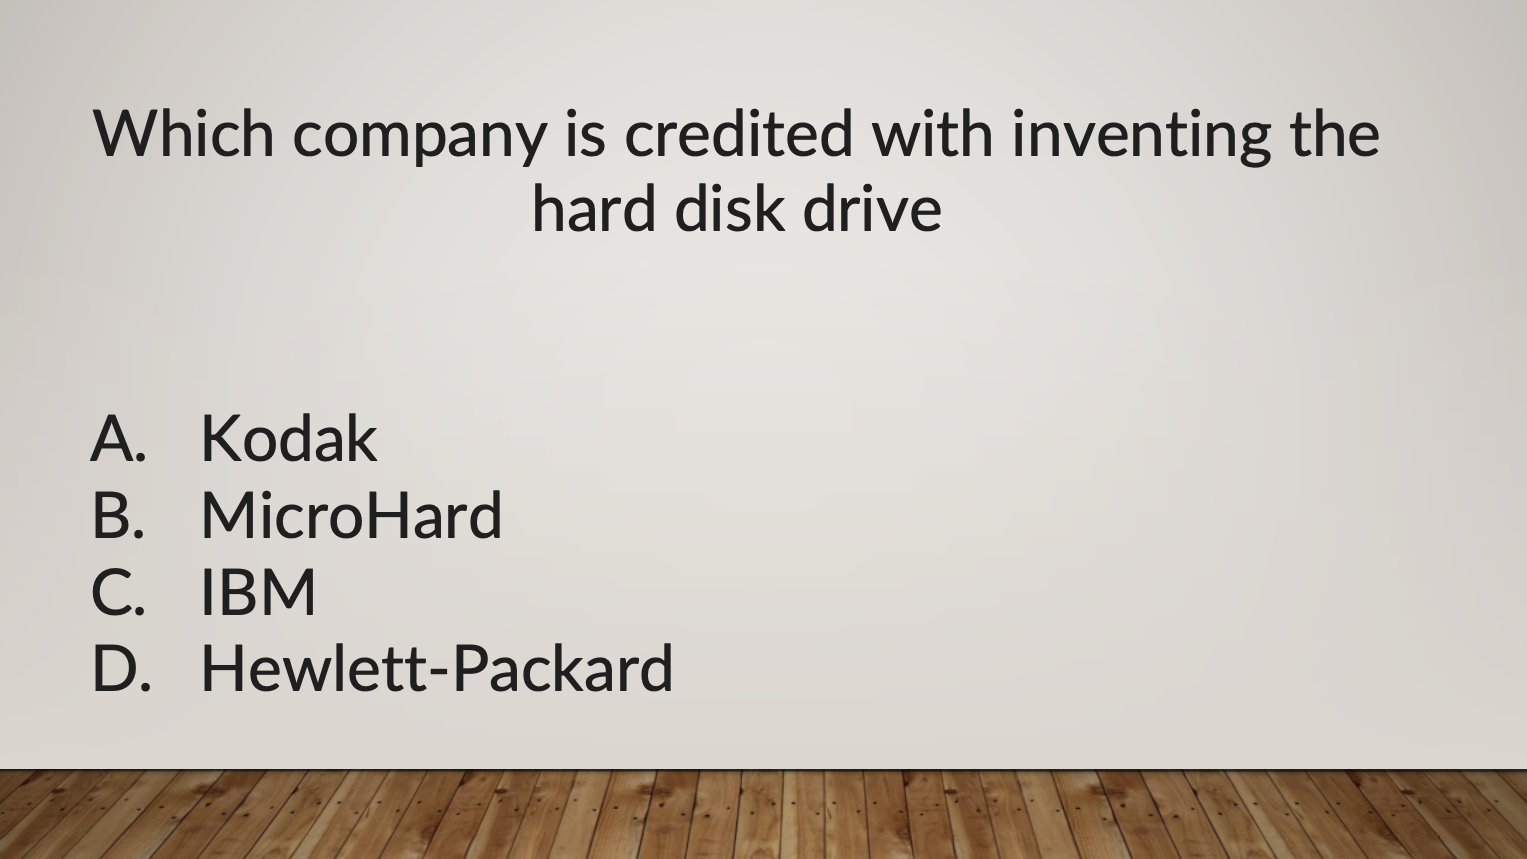 Which company is credited with inventing the
hard disk drive
A. Kodak
B. MicroHard
C. IBM
D. Hewlett-Packard